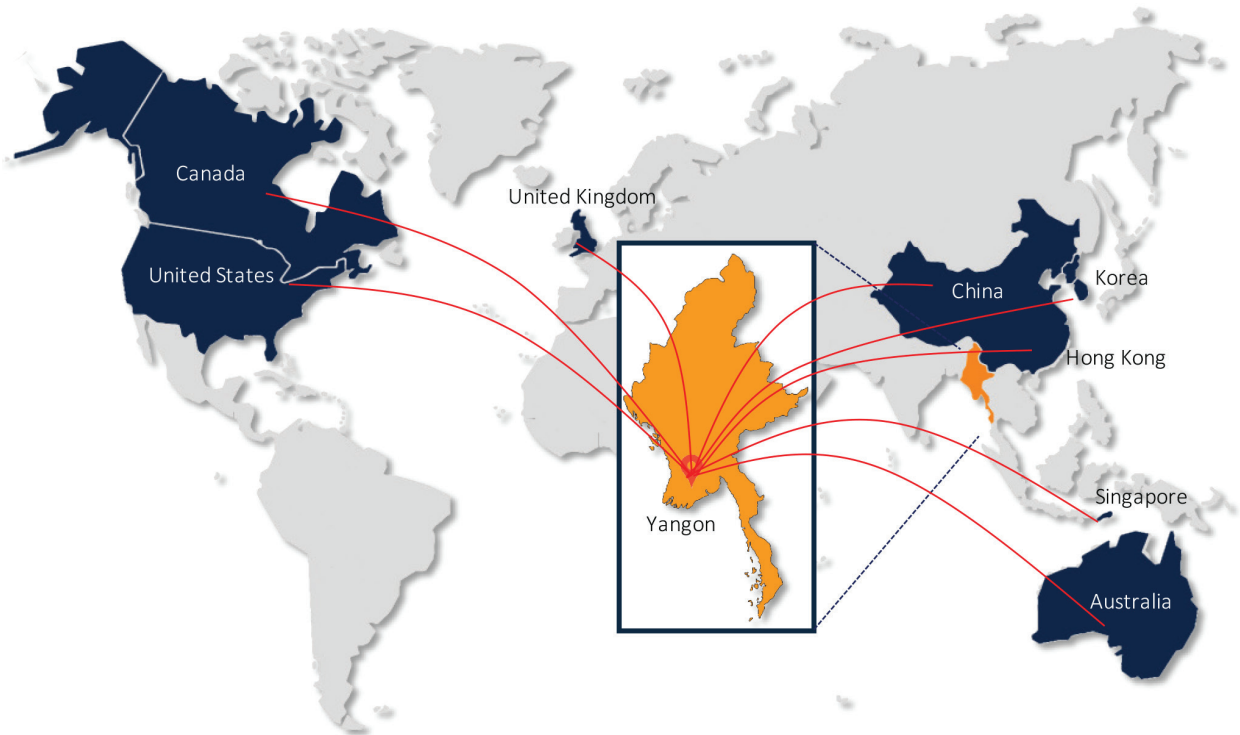 Canada
United Kingdom
United States
China
Korea
Hong Kong
Singapore
Yangon
Australia